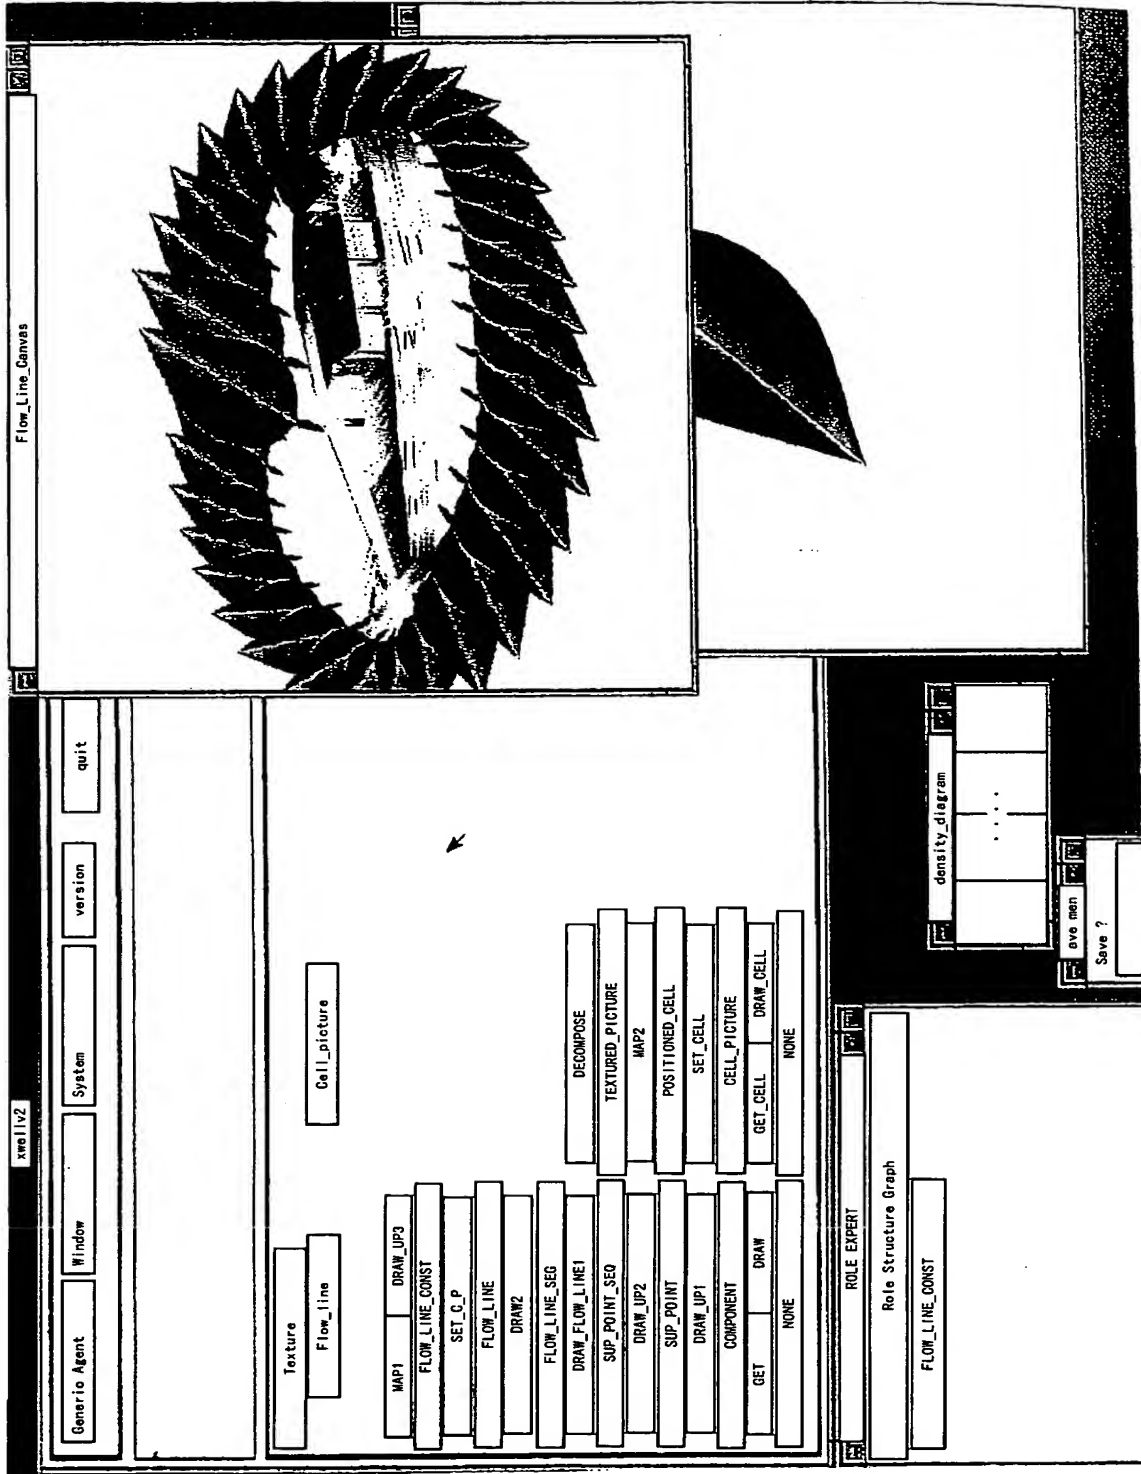 xwellv2
Generic Agent Window System version quit
Texture
Flow_line Cell_picture
MAP1 DRAW_UP3
FLOW_LINE_CONST
SET_C_P
FLOW_LINE
DRAW2
FLOW_LINE_SEG
DRAW_FLOW_LINE1
SUP_POINT_SEQ
DRAW_UP2
SUP_POINT
DRAW_UP1
COMPONENT
GET DRAW
NONE
DECOMPOSE
TEXTURED_PICTURE
MAP2
POSITIONED_CELL
SET_CELL
CELL_PICTURE
GET_CELL DRAW_CELL
NONE
Flow_Line_Canvas
ROLE EXPERT
Role Structure Graph
FLOW_LINE_CONST
density_diagram
ave men
Save ?